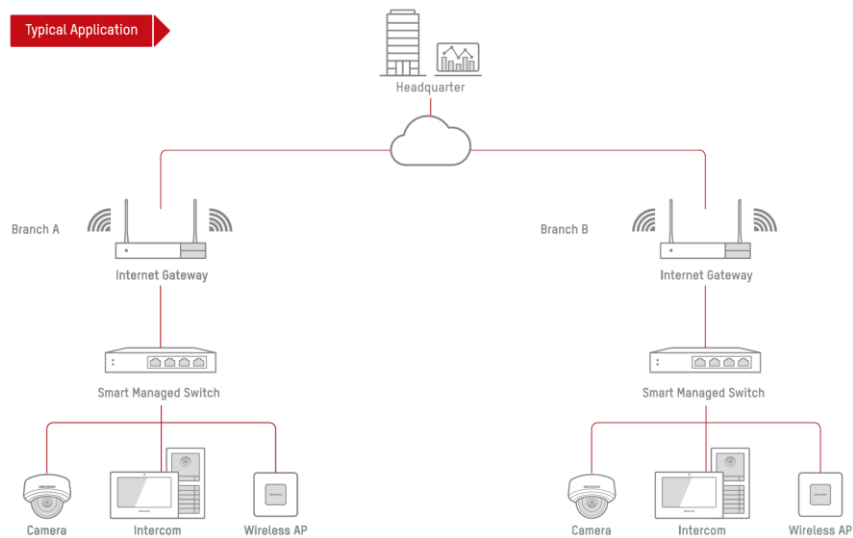 Typical Application
Headquarter
Branch A
Branch B
Internet Gateway
Internet Gateway
Smart Managed Switch
Smart Managed Switch
Camera
Intercom
Wireless AP
Camera
Intercom
Wireless AP